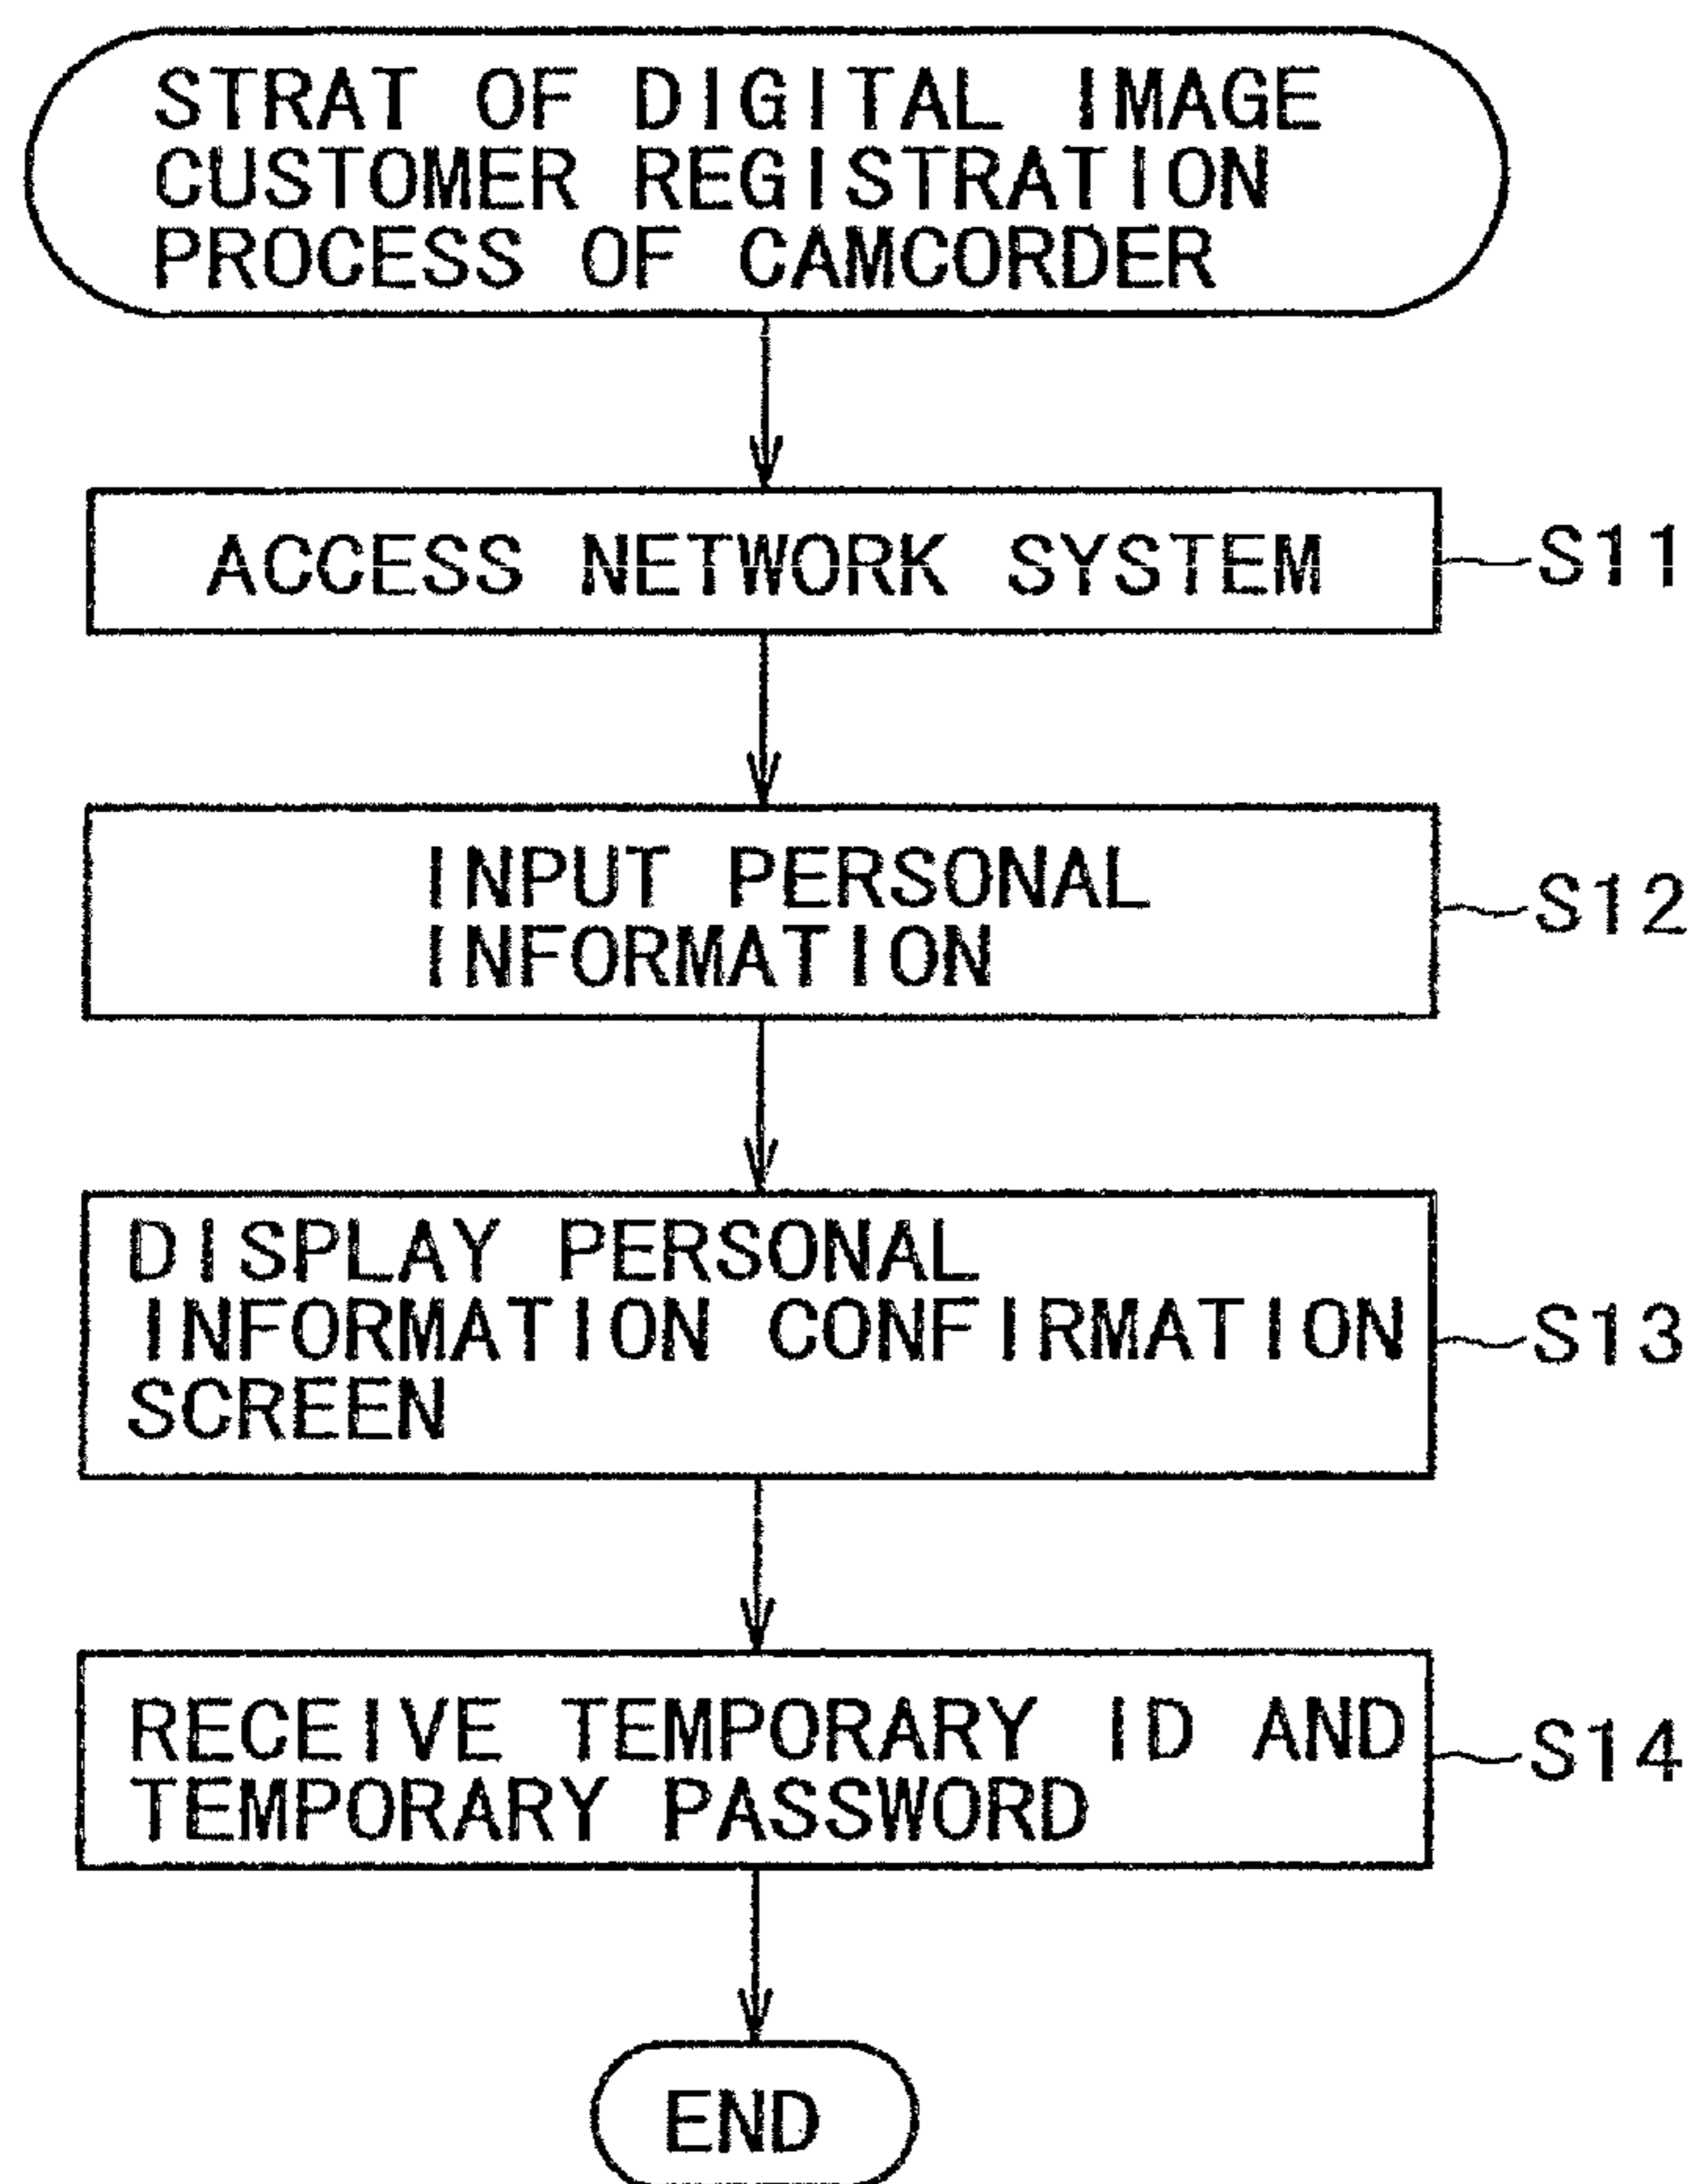 STRAT OF DIGITAL IMAGE
CUSTOMER REGISTRATION
PROCESS OF CAMCORDER
ACCESS NETWORK SYSTEM
S11
INPUT PERSONAL
INFORMATION
S12
DISPLAY PERSONAL
INFORMATION CONFIRMATION
SCREEN
S13
RECEIVE TEMPORARY ID AND
TEMPORARY PASSWORD
S14
END